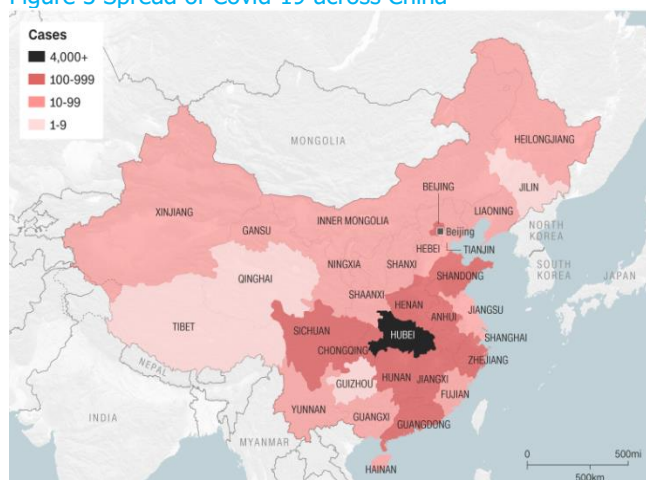 Figure 3 Spread of Covid-19 across China
Cases
4,000+
100-999
10-99
1-9
MONGOLIA
HEILONGJIANG
JILIN
BEIJING
XINJIANG
LIAONING
INNER MONGOLIA
GANSU
Beijing
NORTH
KOREA
HEBEI
TIANJIN
NINGXIA
SHANXI
QINGHAI
SHANDONG
SOUTH
KOREA
JAPAN
SHAANXI
HENAN
JIANGSU
ANHUI
TIBET
SICHUAN
HUBEI
SHANGHAI
CHONGQING
ZHEJIANG
NEPAL
HUNAN
JIANGXI
GUIZHOU
FUJIAN
YUNNAN
GUANGXI
INDIA
GUANGDONG
MYANMAR
HAINAN
0
500mi
500km